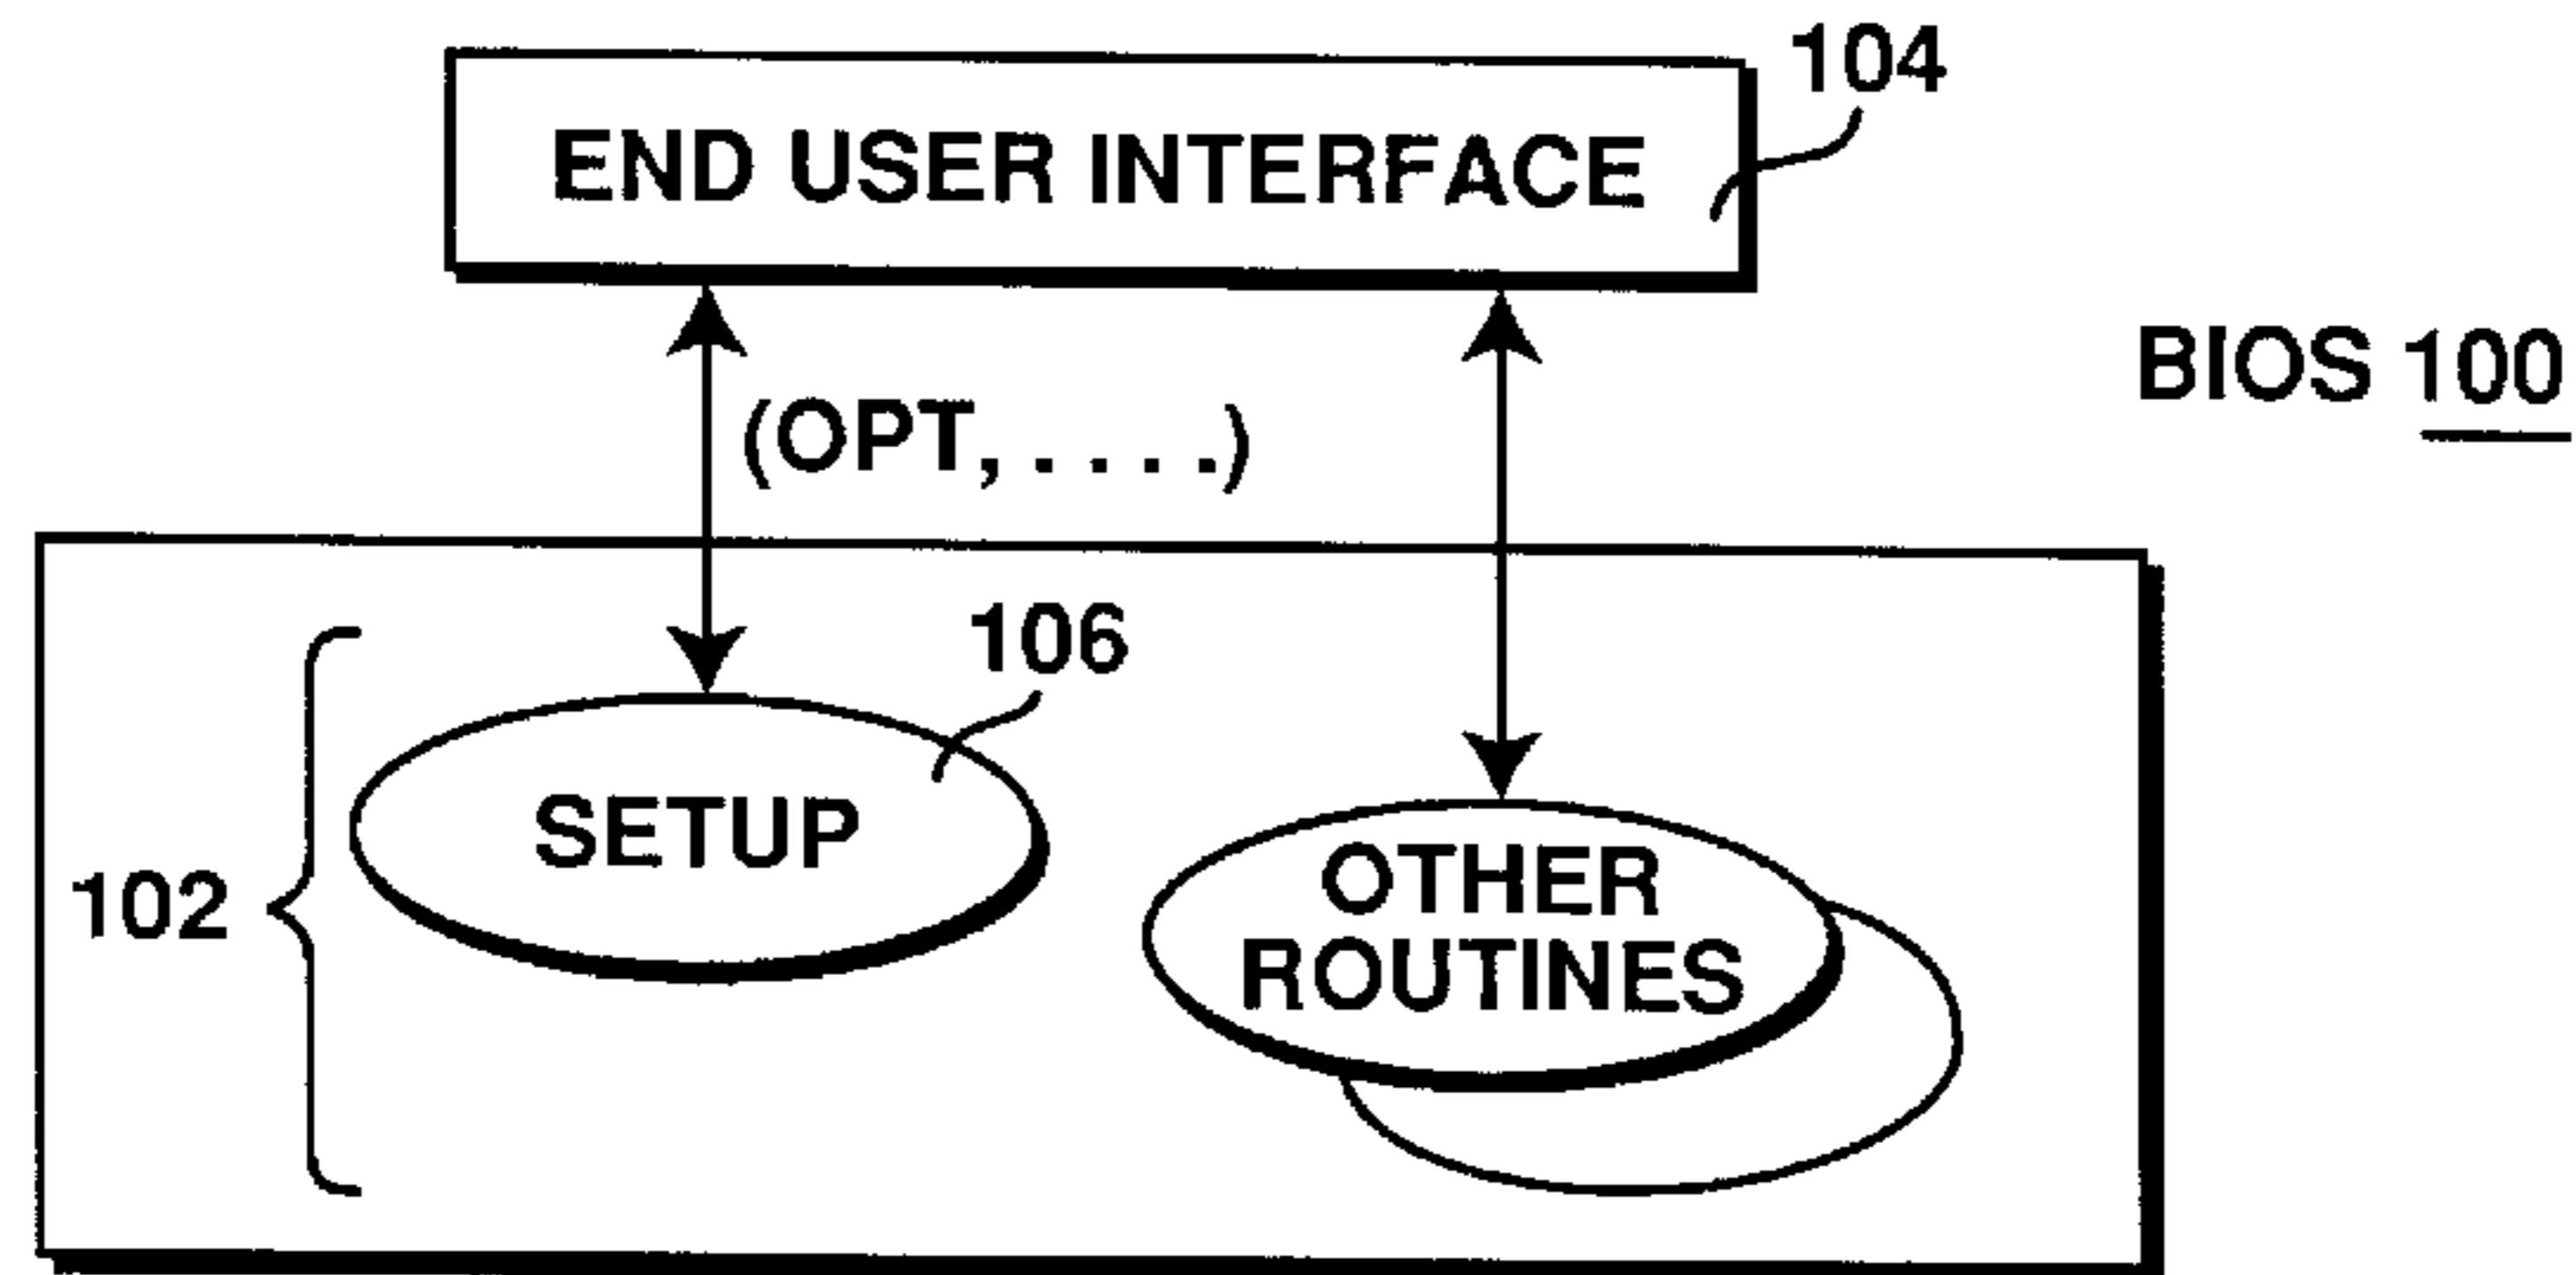 104
END USER INTERFACE
BIOS 100
(OPT, . . . .)
106
SETUP
102
OTHER
ROUTINES